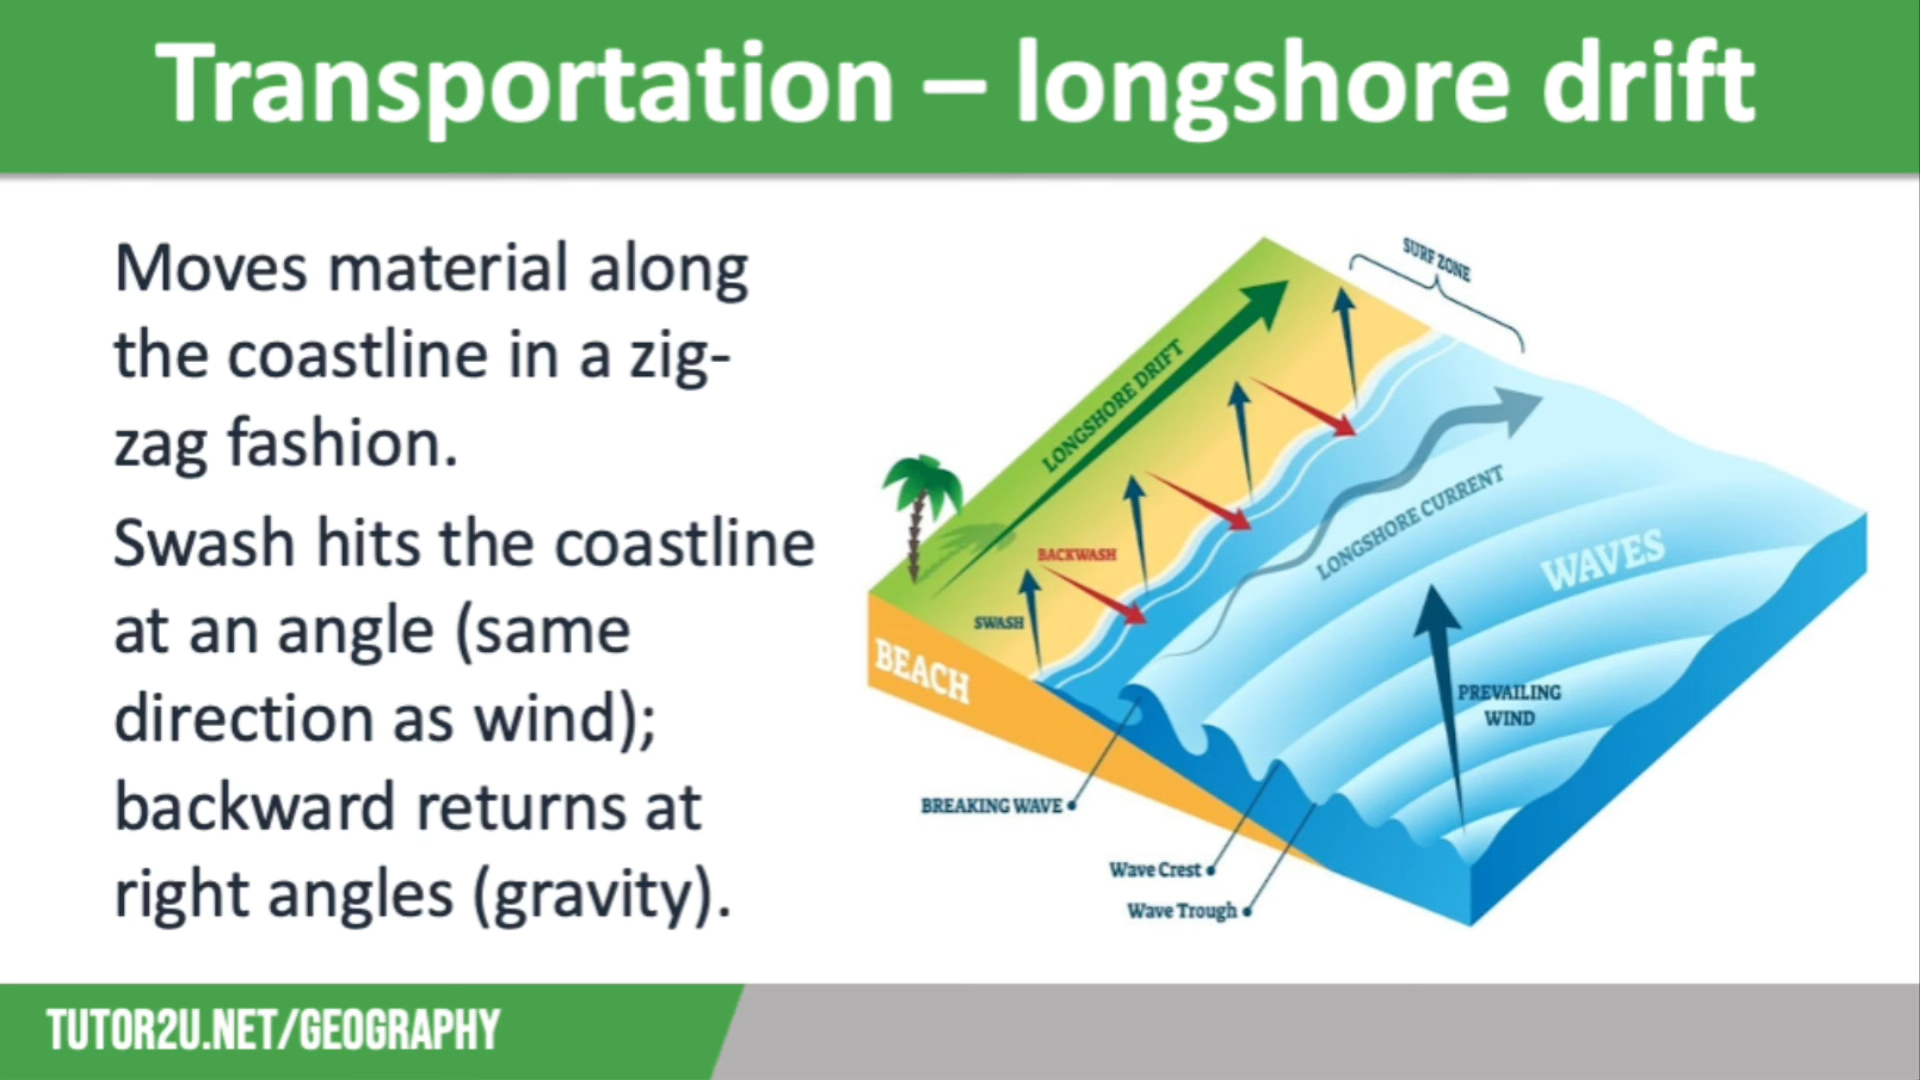 Transportation – longshore drift
Moves material along
the coastline in a zig-
zag fashion.
Swash hits the coastline
at an angle (same
direction as wind);
backward returns at
right angles (gravity).
SURF ZONE
LONGSHORE DRIFT
LONGSHORE CURRENT
WAVES
BACKWASH
SWASH
BEACH
PREVAILING
WIND
BREAKING WAVE
Wave Crest
Wave Trough
TUTOR2U.NET/GEOGRAPHY